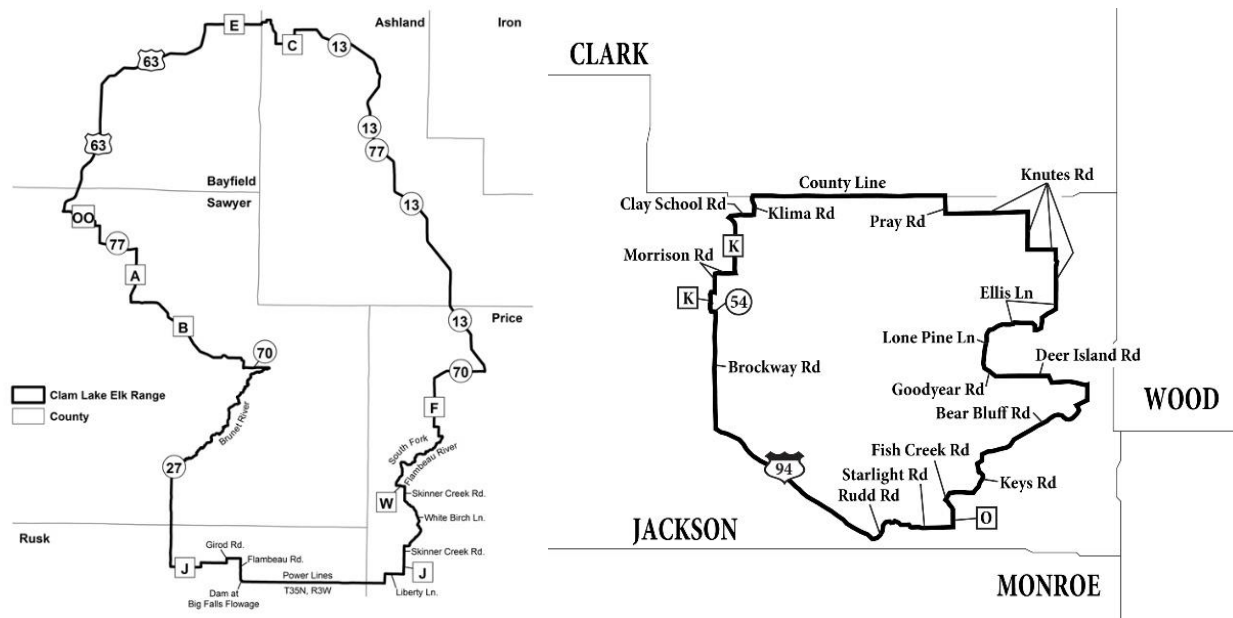 Ashland
Iron
E
C
13
63
63
13
77
13
Bayfield
Sawyer
OO
77
A
B
70
13
Price
70
F
Clam Lake Elk Range
County
Brunet River
27
South Fork
Flambeau River
W
Skinner Creek Rd.
White Birch Ln.
Rusk
Skinner Creek Rd.
Girod Rd.
Flambeau Rd.
J
J
Power Lines
T35N, R3W
Liberty Ln.
Dam at
Big Falls Flowage
CLARK
County Line
Knutes Rd
Clay School Rd
Klima Rd
Pray Rd
K
Morrison Rd
K
54
Ellis Ln
Lone Pine Ln
Deer Island Rd
Brockway Rd
Goodyear Rd
WOOD
Bear Bluff Rd
Fish Creek Rd
94
Starlight Rd
Keys Rd
Rudd Rd
O
JACKSON
MONROE